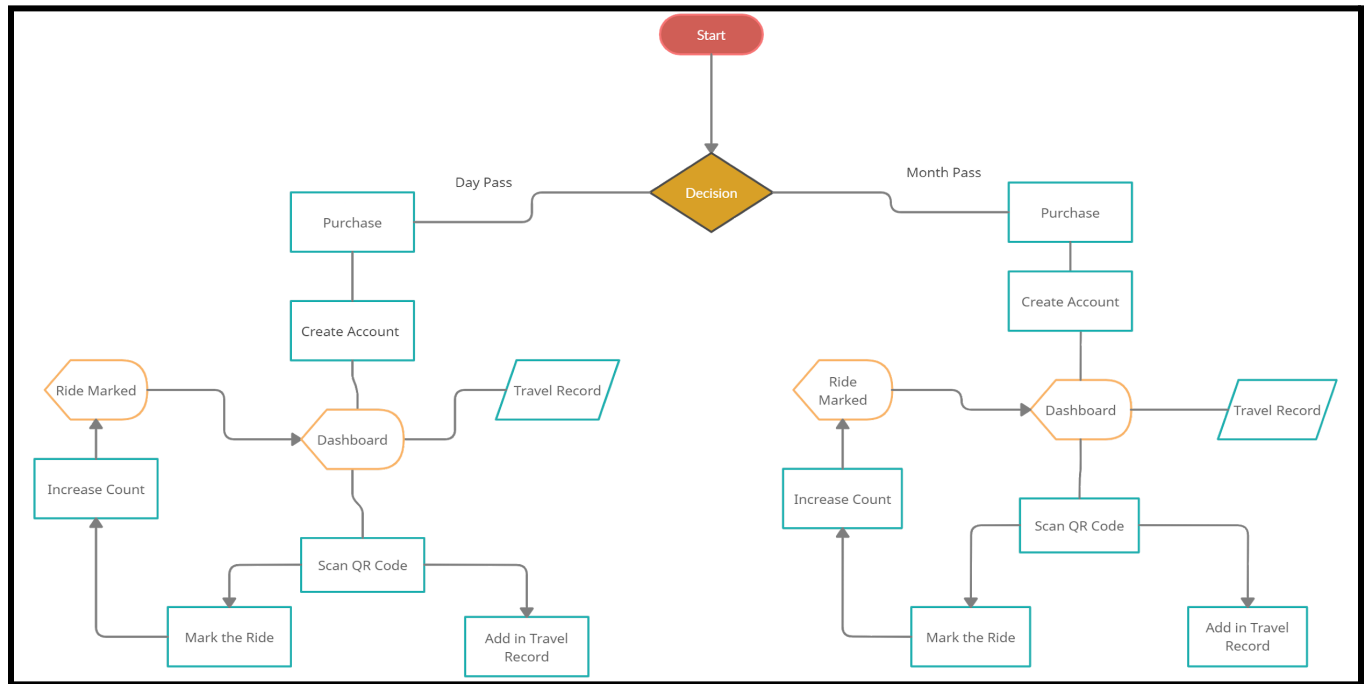 Start
Decision
Day Pass
Month Pass
Purchase
Purchase
Create Account
Create Account
Ride Marked
Dashboard
Travel Record
Ride
Marked
Dashboard
Travel Record
Increase Count
Increase Count
Scan QR Code
Scan QR Code
Mark the Ride
Add in Travel
Record
Mark the Ride
Add in Travel
Record